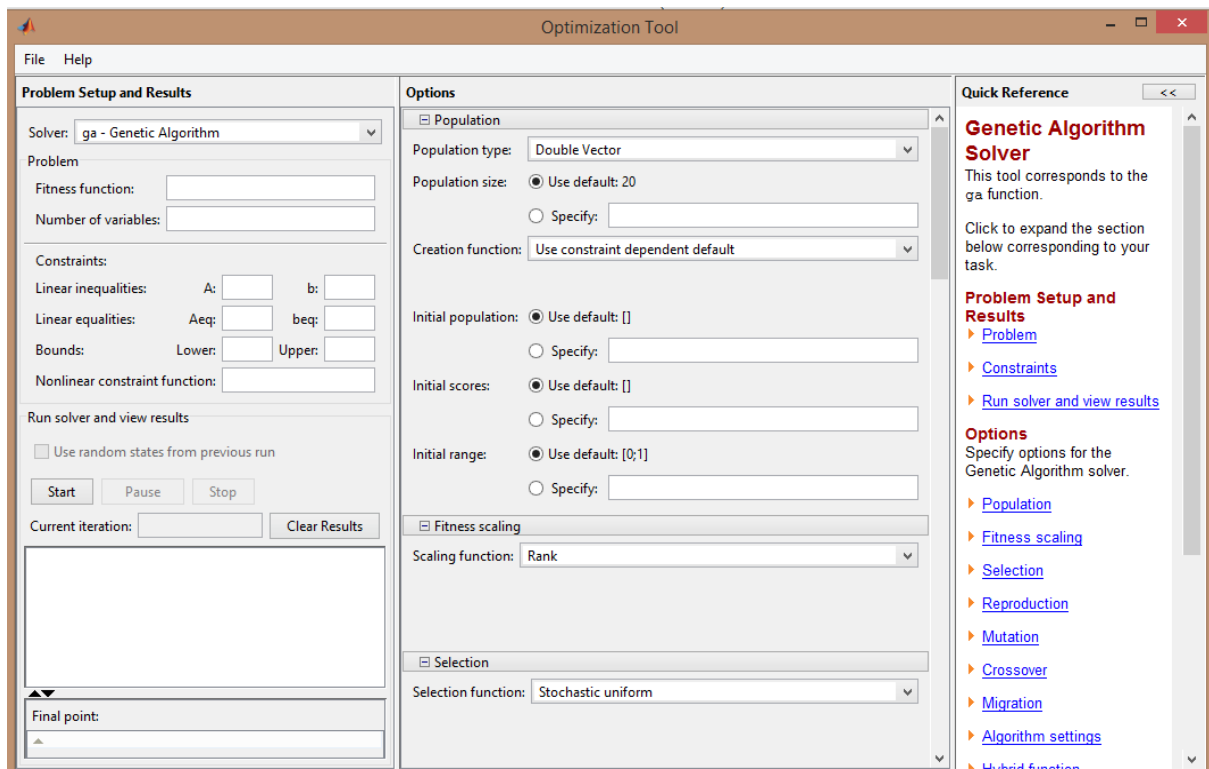 Optimization Tool
File Help
Problem Setup and Results
Solver: ga - Genetic Algorithm
Problem
Fitness function:
Number of variables:
Constraints:
Linear inequalities: A: b:
Linear equalities: Aeq: beq:
Bounds: Lower: Upper:
Nonlinear constraint function:
Run solver and view results
Use random states from previous run
Start Pause Stop
Current iteration: Clear Results
Final point:
Options
Population
Population type: Double Vector
Population size: Use default: 20
Specify:
Creation function: Use constraint dependent default
Initial population: Use default: []
Specify:
Initial scores: Use default: []
Specify:
Initial range: Use default: [0;1]
Specify:
Fitness scaling
Scaling function: Rank
Selection
Selection function: Stochastic uniform
Quick Reference <<
Genetic Algorithm
Solver
This tool corresponds to the
ga function.
Click to expand the section
below corresponding to your
task.
Problem Setup and
Results
Problem
Constraints
Run solver and view results
Options
Specify options for the
Genetic Algorithm solver.
Population
Fitness scaling
Selection
Reproduction
Mutation
Crossover
Migration
Algorithm settings
Hybrid function